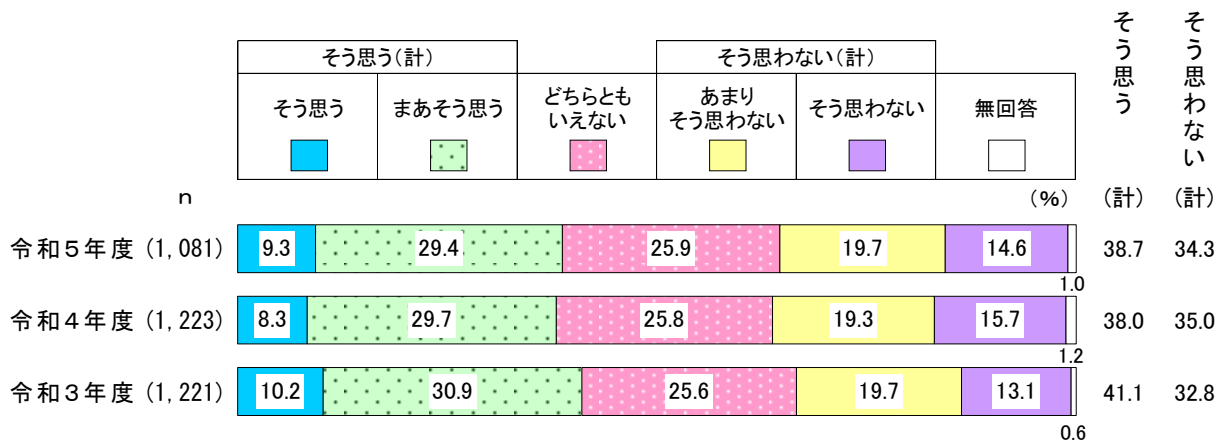 そう思う(計)
そう思わない(計)
そう思う
まあそう思う
どちらとも
いえない
あまり
そう思わない
そう思わない
無回答
そう思う
(計)
そう思わない
(計)
n
(%)
令和5年度 (1,081) 9.3 29.4 25.9 19.7 14.6 1.0 38.7 34.3
令和4年度 (1,223) 8.3 29.7 25.8 19.3 15.7 1.2 38.0 35.0
令和3年度 (1,221) 10.2 30.9 25.6 19.7 13.1 0.6 41.1 32.8